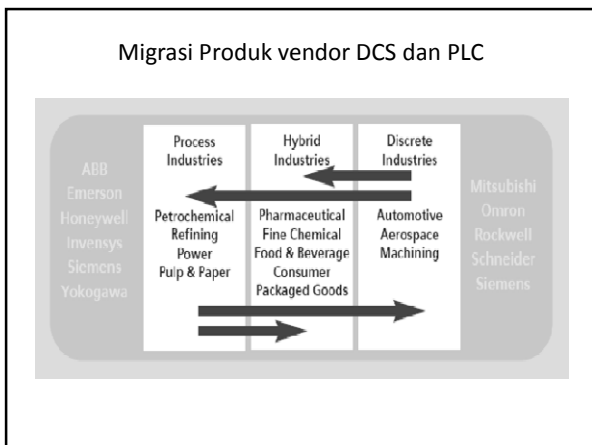 Migrasi Produk vendor DCS dan PLC
ABB
Emerson
Honeywell
Invensys
Siemens
Yokogawa
Process
Industries
Petrochemical
Refining
Power
Pulp & Paper
Hybrid
Industries
Pharmaceutical
Fine Chemical
Food & Beverage
Consumer
Packaged Goods
Discrete
Industries
Automotive
Aerospace
Machining
Mitsubishi
Omron
Rockwell
Schneider
Siemens